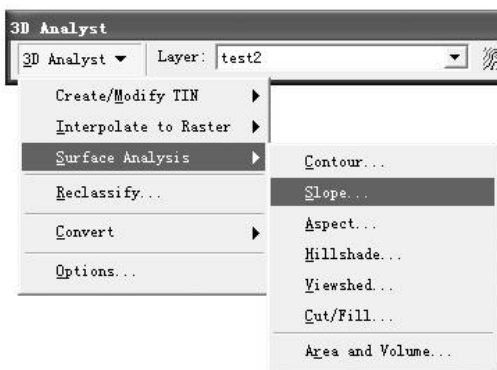 3D Analyst
3D Analyst Layer: test2
Create/Modify TIN
Interpolate to Raster
Surface Analysis
Reclassify...
Convert
Options...
Contour...
Slope...
Aspect...
Hillshade...
Viewshed...
Cut/Fill...
Area and Volume...